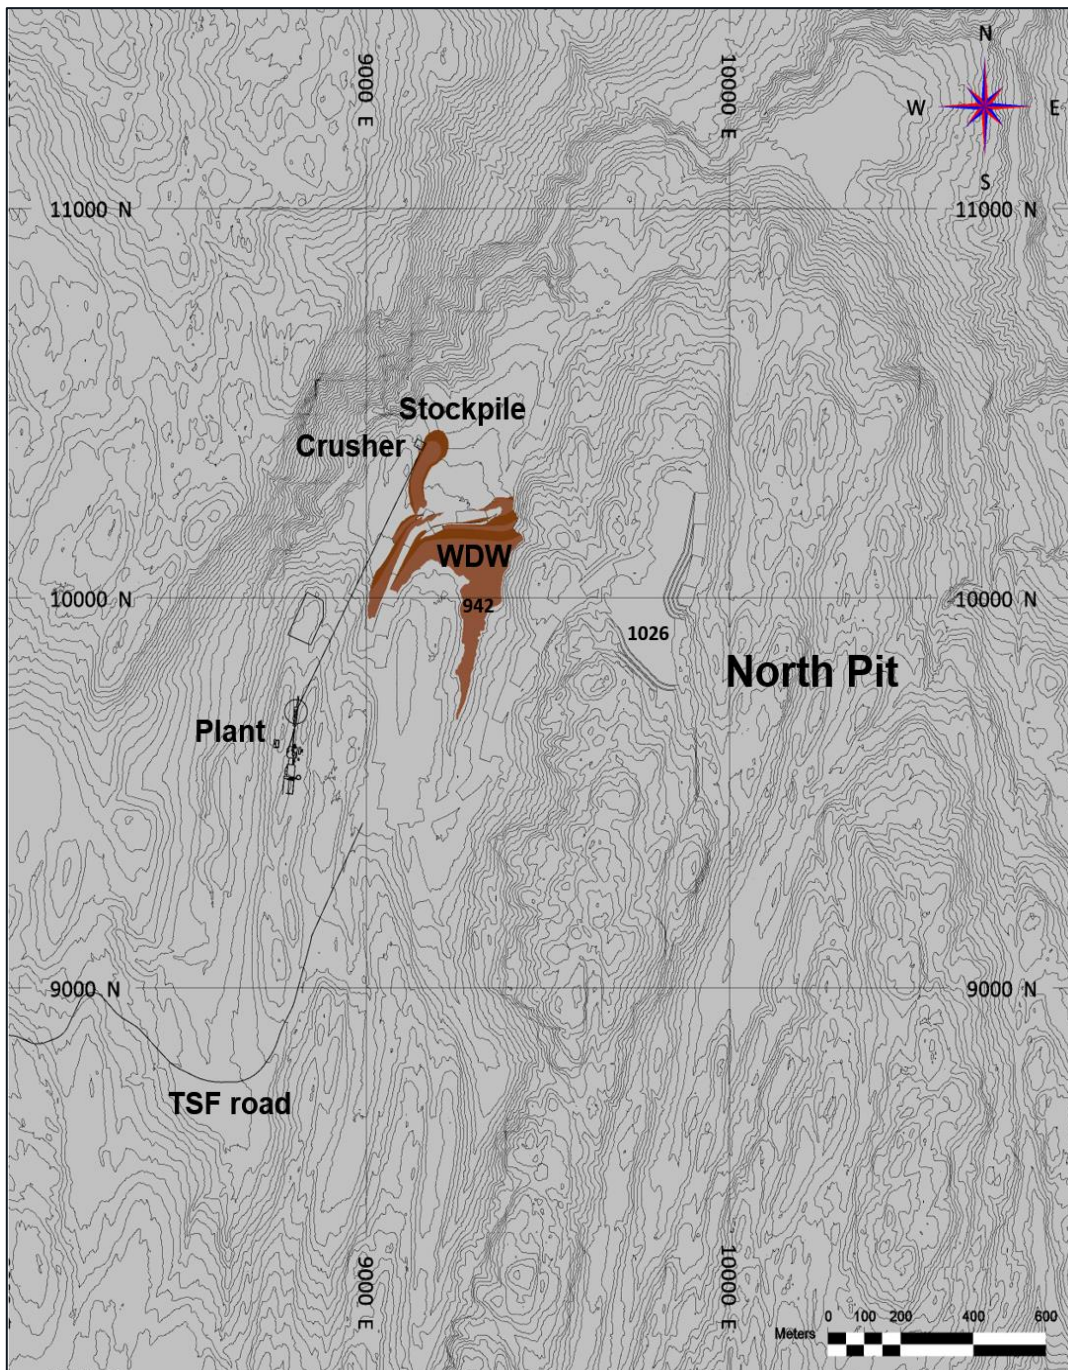 N
9000 E
10000 E
W
E
S
11000 N
11000 N
Stockpile
Crusher
WDW
10000 N
942
10000 N
1026
North Pit
Plant
9000 N
9000 N
TSF road
9000 E
10000 E
0 100 200 400 600
Meters